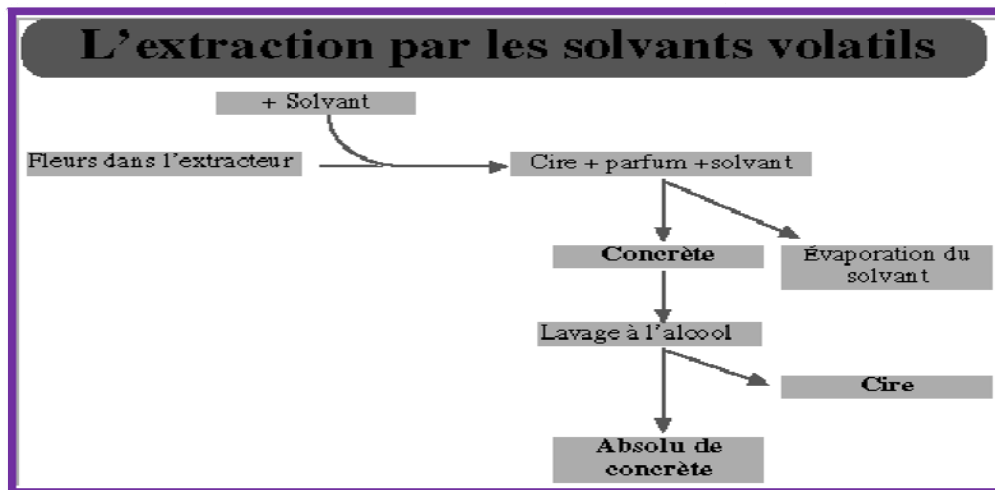 L'extraction par les solvants volatils
+ Solvant
Fleurs dans l'extracteur
Cire + parfum +solvant
Concrète
Évaporation du
solvant
Lavage à l'alcool
Cire
Absolu de
concrète